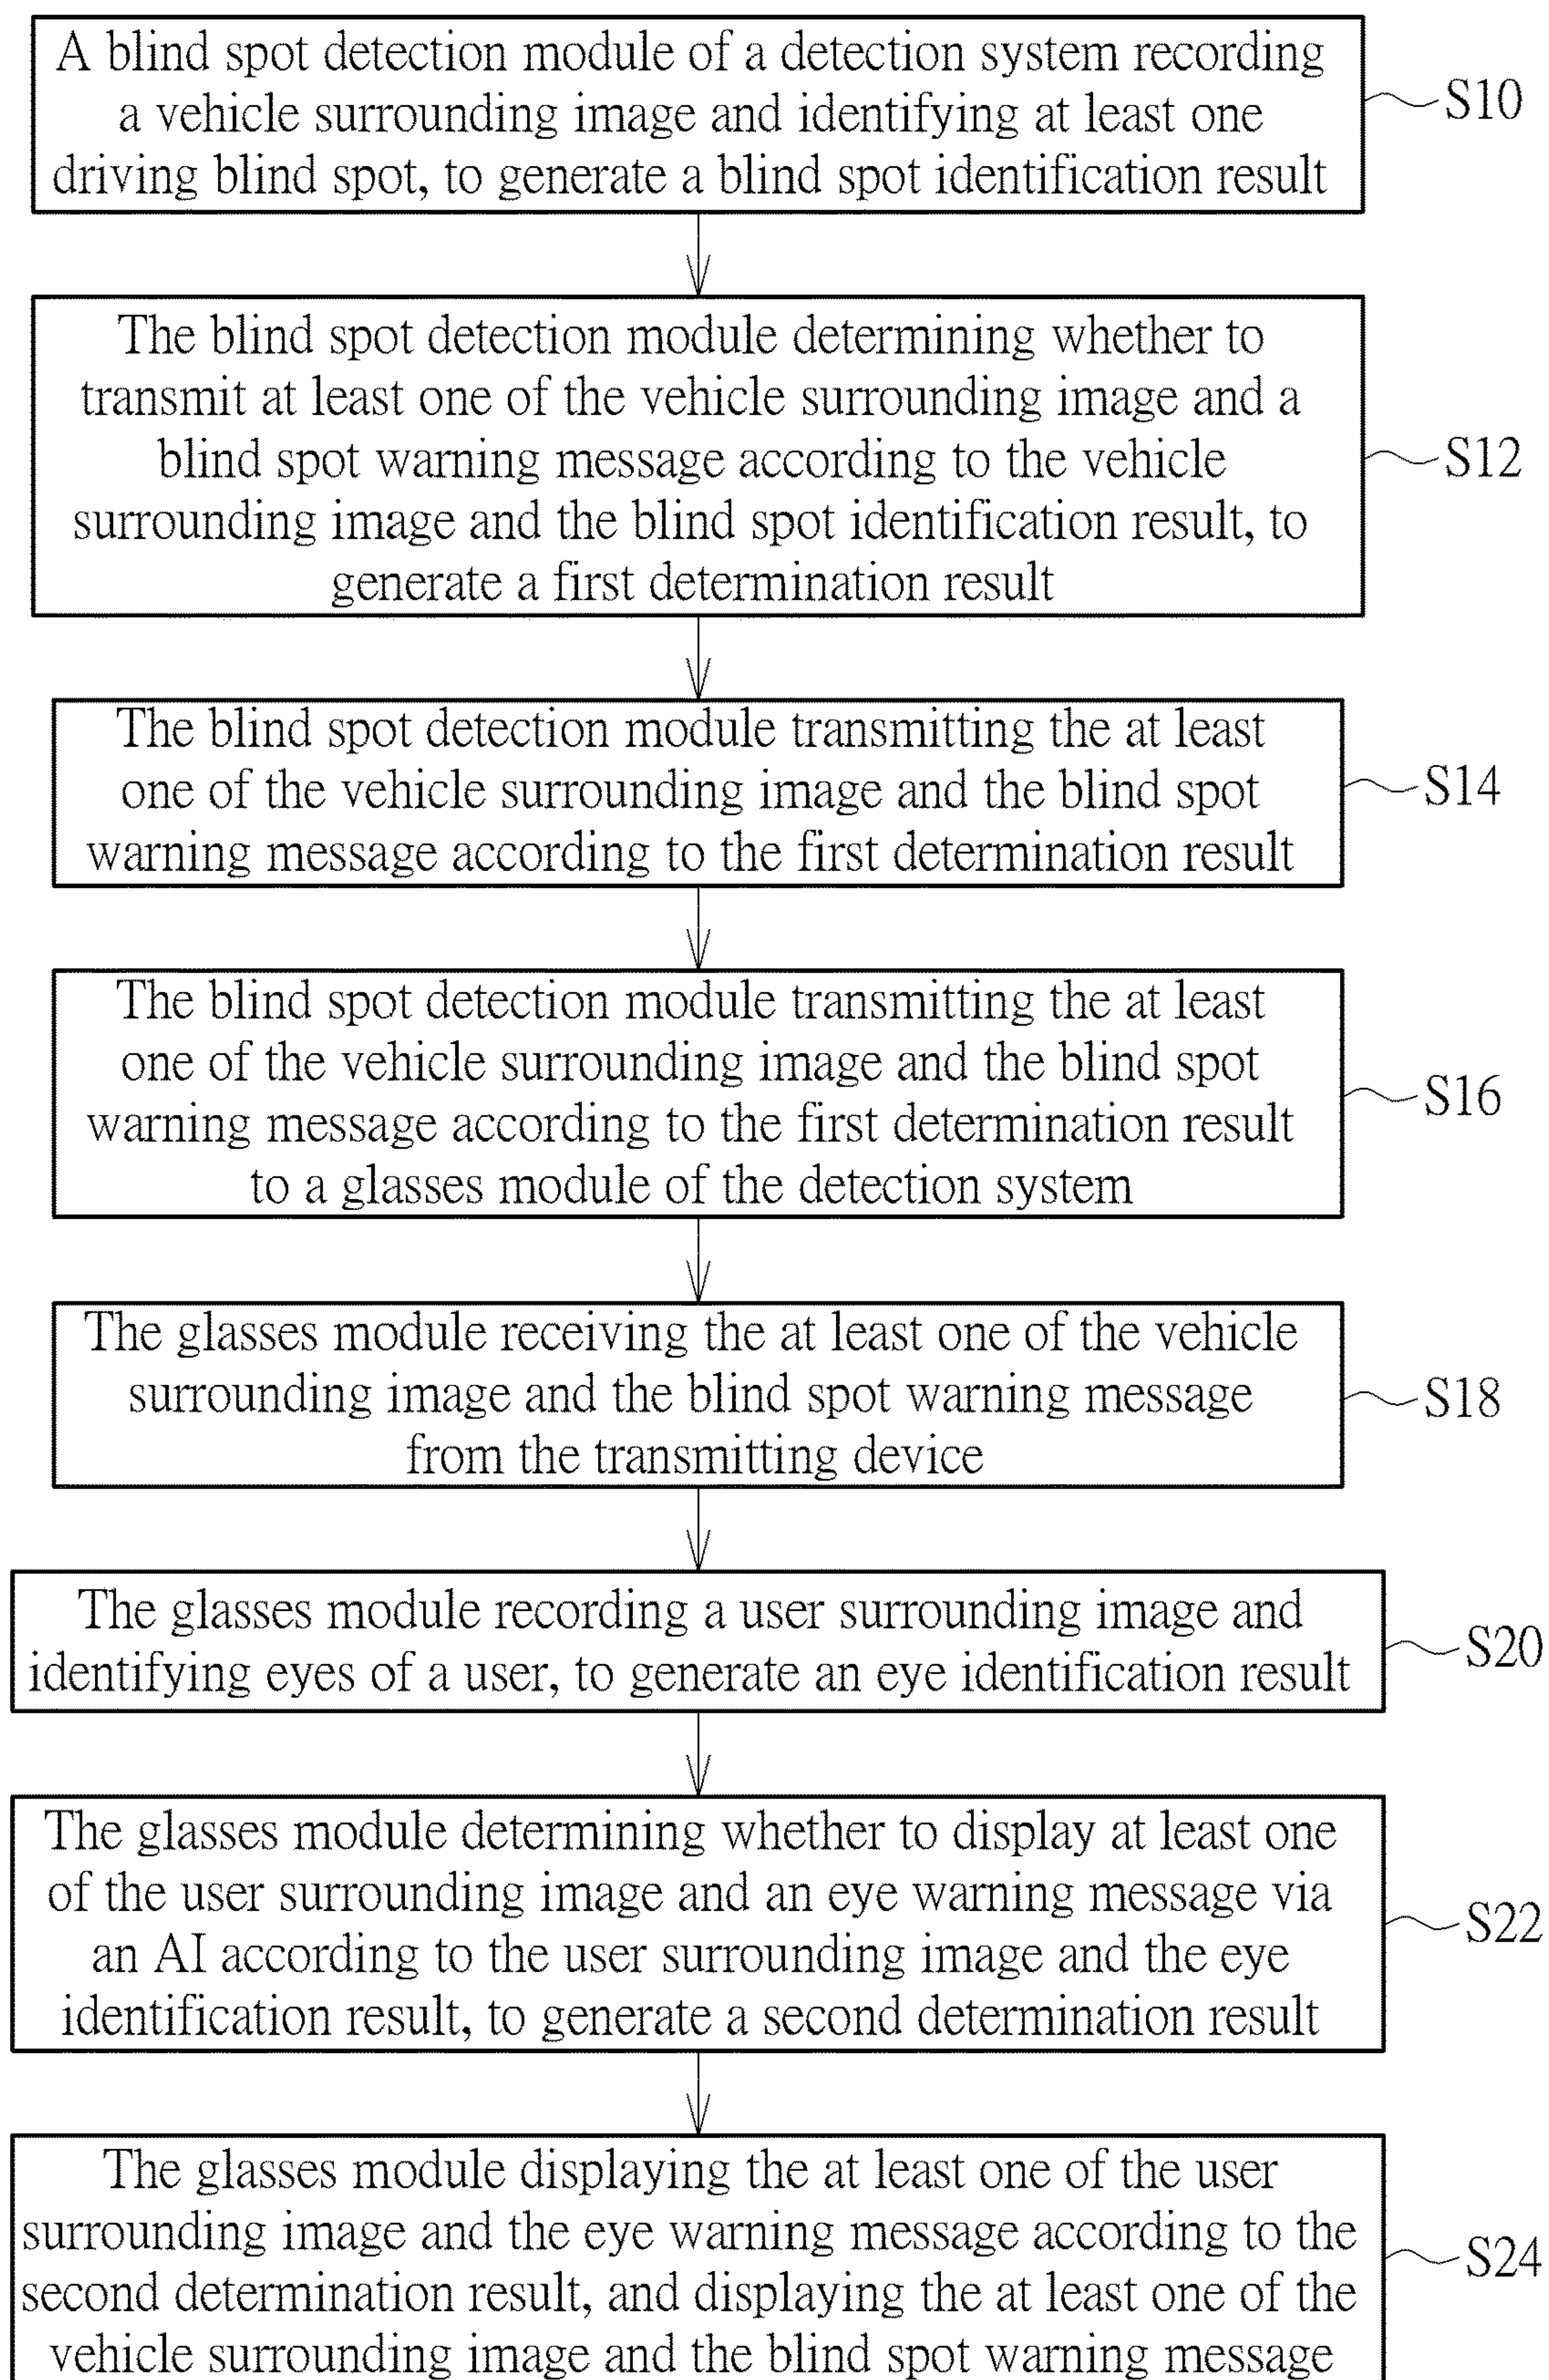 A blind spot detection module of a detection system recording
a vehicle surrounding image and identifying at least one
driving blind spot, to generate a blind spot identification result
S10
The blind spot detection module determining whether to
transmit at least one of the vehicle surrounding image and a
blind spot warning message according to the vehicle
surrounding image and the blind spot identification result, to
generate a first determination result
S12
The blind spot detection module transmitting the at least
one of the vehicle surrounding image and the blind spot
warning message according to the first determination result
S14
The blind spot detection module transmitting the at least
one of the vehicle surrounding image and the blind spot
warning message according to the first determination result
to a glasses module of the detection system
S16
The glasses module receiving the at least one of the vehicle
surrounding image and the blind spot warning message
from the transmitting device
S18
The glasses module recording a user surrounding image and
identifying eyes of a user, to generate an eye identification result
S20
The glasses module determining whether to display at least one
of the user surrounding image and an eye warning message via
an AI according to the user surrounding image and the eye
identification result, to generate a second determination result
S22
The glasses module displaying the at least one of the user
surrounding image and the eye warning message according to the
second determination result, and displaying the at least one of the
vehicle surrounding image and the blind spot warning message
S24